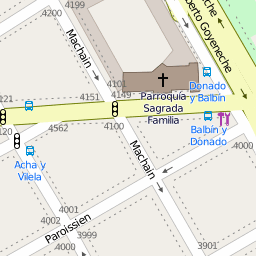 4200
4199
Machain
Roberto Goyeneche
4101
4149
4151
4121
Donado
y Balbín
Parroquia
Sagrada
Familia
4120
4562
4100
Balbín y
Donado
Acha y
Vilela
Machain
4001
4000
Paroissien
3999
4000
3901